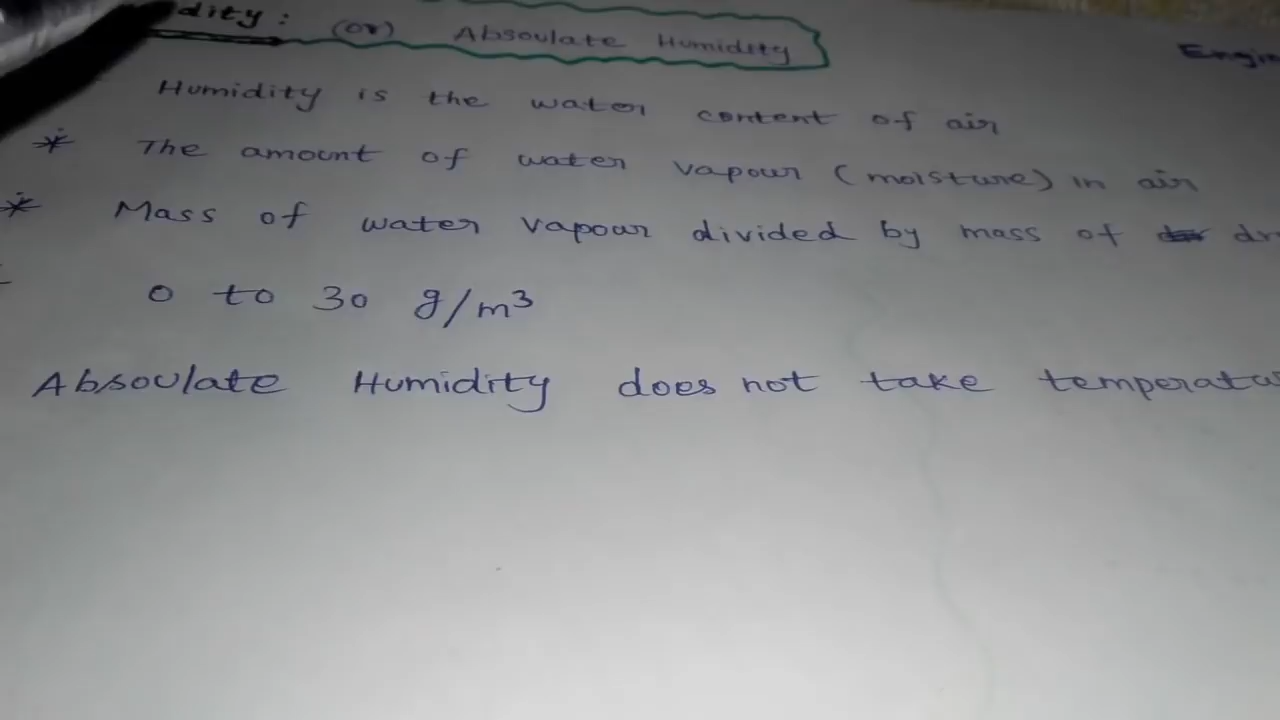 dity: (or) Absoulate Humidity
Engin
Humidity is the water content of air
* The amount of water vapour (moisture) in air
* Mass of water vapour divided by mass of dr
0 to 30 g/m³
Absoulate Humidity does not take temperatu